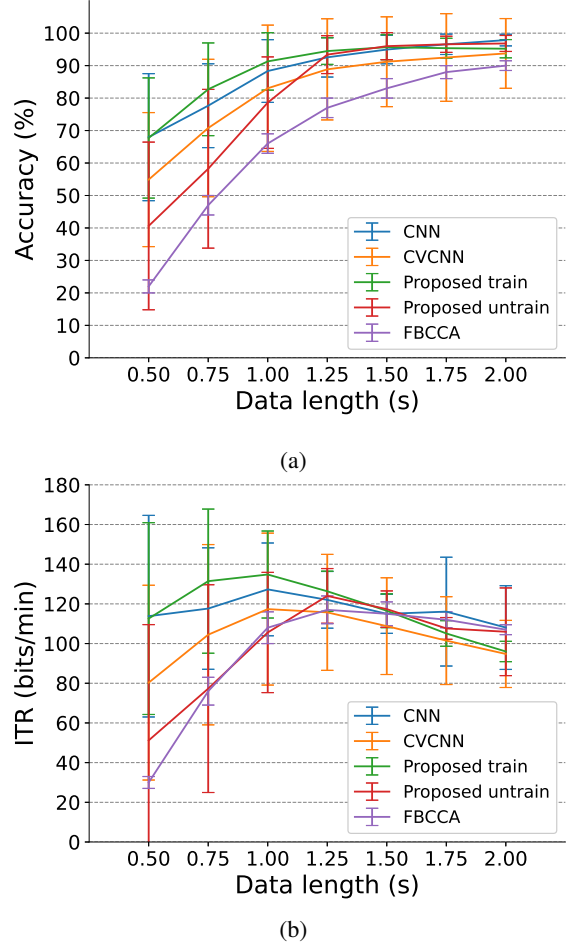 100
90
80
70
60
50
40
30
20
10
0
Accuracy (%)
CNN
CVCNN
Proposed train
Proposed untrain
FBCCA
0.50 0.75 1.00 1.25 1.50 1.75 2.00
Data length (s)
(a)
180
160
140
120
100
80
60
40
20
0
ITR (bits/min)
CNN
CVCNN
Proposed train
Proposed untrain
FBCCA
0.50 0.75 1.00 1.25 1.50 1.75 2.00
Data length (s)
(b)